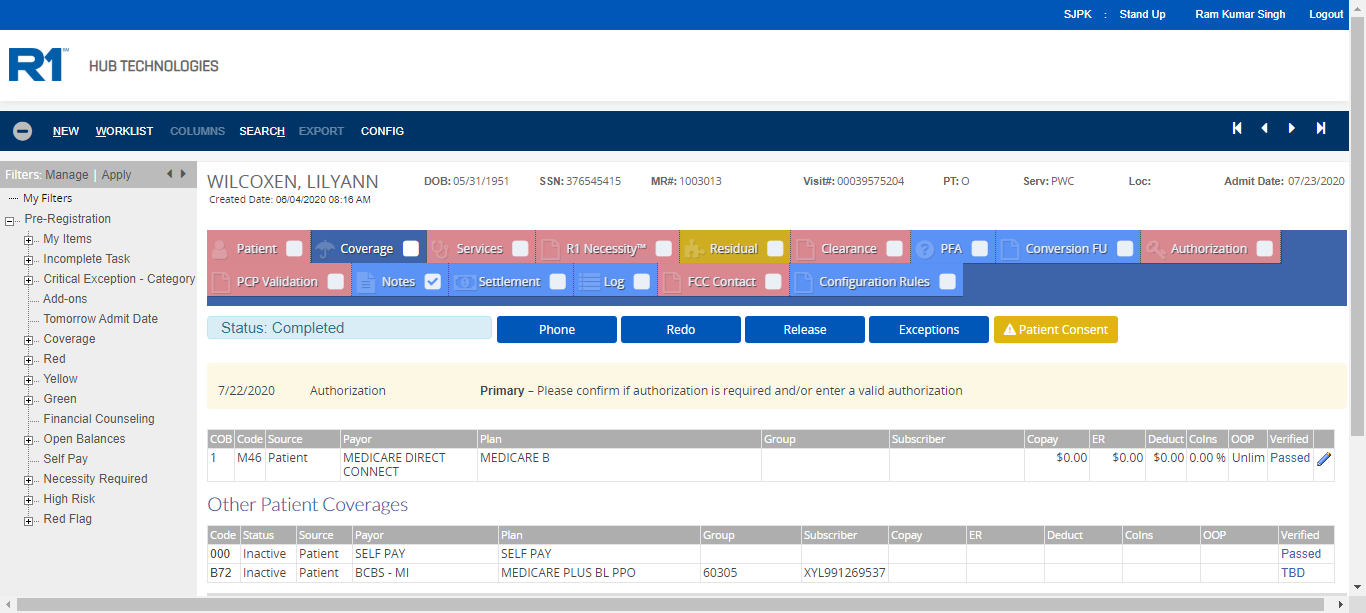 SJPK : Stand Up Ram Kumar Singh Logout
R1™ HUB TECHNOLOGIES
NEW WORKLIST COLUMNS SEARCH EXPORT CONFIG
Filters: Manage | Apply
My Filters
Pre-Registration
My Items
Incomplete Task
Critical Exception - Category
Add-ons
Tomorrow Admit Date
Coverage
Red
Yellow
Green
Financial Counseling
Open Balances
Self Pay
Necessity Required
High Risk
Red Flag
WILCOXEN, LILYANN DOB: 05/31/1951 SSN: 376545415 MR#: 1003013 Visit#: 00039575204 PT: O Serv: PWC Loc: Admit Date: 07/23/2020
Created Date: 06/04/2020 08:16 AM
Patient Coverage Services R1 Necessity™ Residual Clearance PFA Conversion FU Authorization
PCP Validation Notes Settlement Log FCC Contact Configuration Rules
Status: Completed Phone Redo Release Exceptions Patient Consent
7/22/2020 Authorization Primary – Please confirm if authorization is required and/or enter a valid authorization
COB Code Source Payor Plan Group Subscriber Copay ER Deduct CoIns OOP Verified
1 M46 Patient MEDICARE DIRECT CONNECT MEDICARE B $0.00 $0.00 $0.00 0.00 % Unlim Passed
Other Patient Coverages
Code Status Source Payor Plan Group Subscriber Copay ER Deduct CoIns OOP Verified
000 Inactive Patient SELF PAY SELF PAY Passed
B72 Inactive Patient BCBS - MI MEDICARE PLUS BL PPO 60305 XYL991269537 TBD